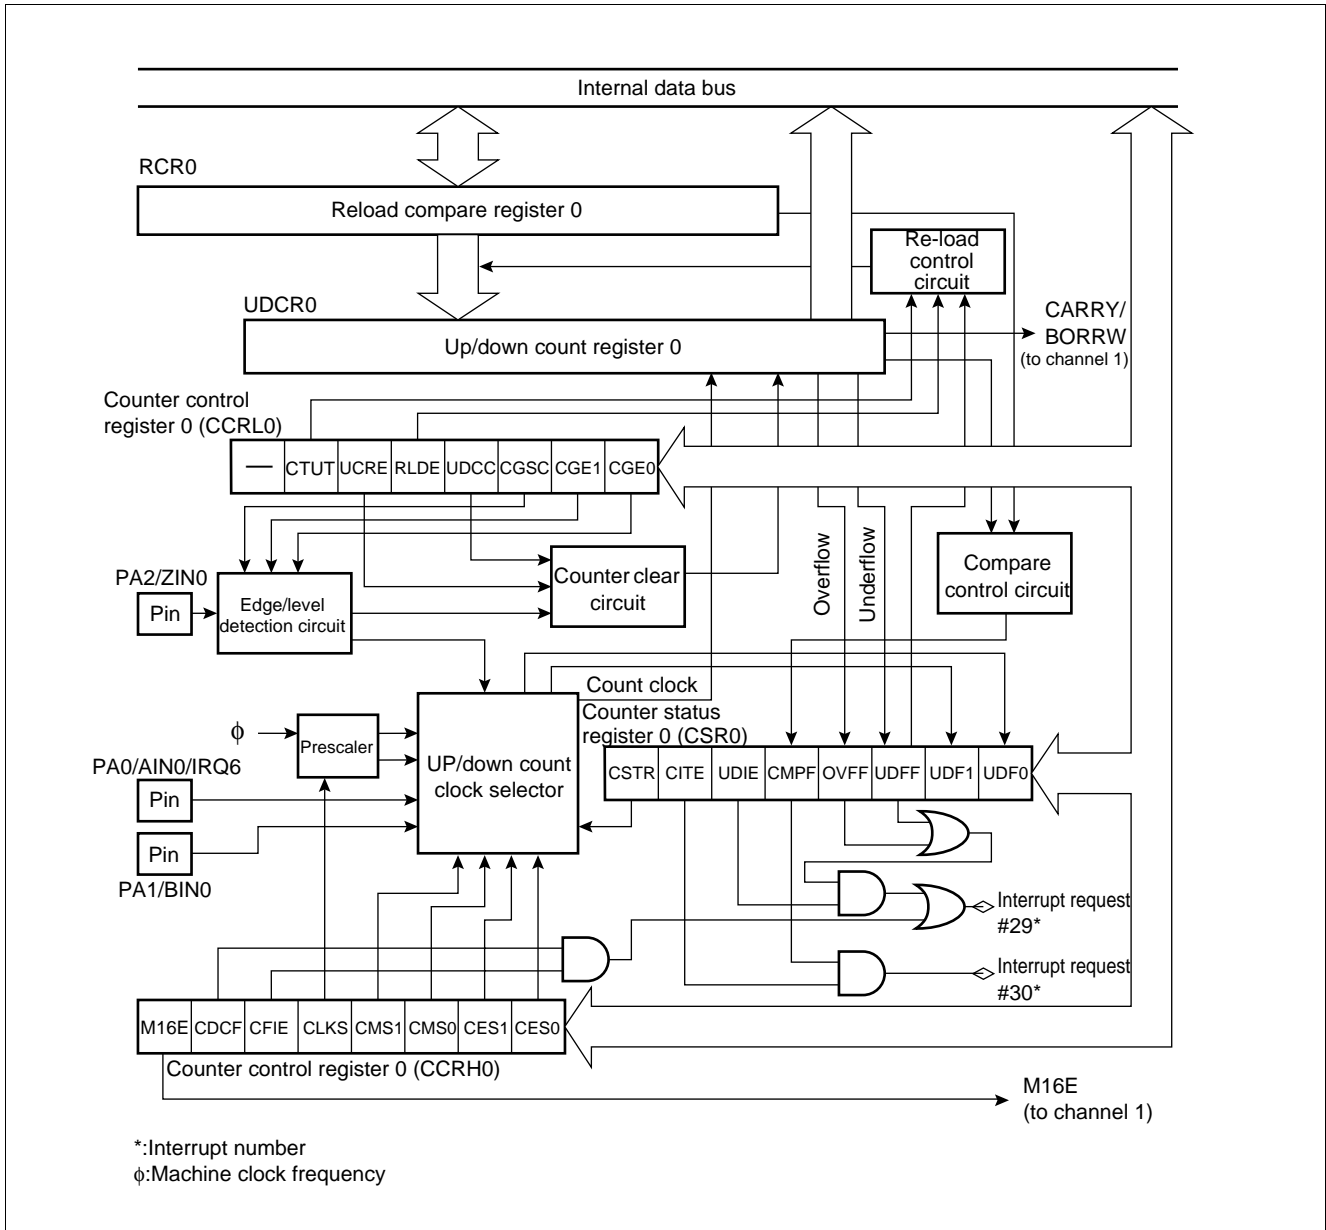 Internal data bus
RCR0
Reload compare register 0
Re-load
control
circuit
UDCR0
Up/down count register 0
CARRY/
BORRW
(to channel 1)
Counter control
register 0 (CCRL0)
— CTUT UCRE RLDE UDCC CGSC CGE1 CGE0
Overflow
Underflow
Compare
control circuit
PA2/ZIN0
Pin
Edge/level
detection circuit
Counter clear
circuit
Count clock
Counter status
register 0 (CSR0)
ϕ
Prescaler
UP/down count
clock selector
CSTR CITE UDIE CMPF OVFF UDFF UDF1 UDF0
PA0/AIN0/IRQ6
Pin
Pin
PA1/BIN0
Interrupt request
#29*
Interrupt request
#30*
M16E CDCF CFIE CLKS CMS1 CMS0 CES1 CES0
Counter control register 0 (CCRH0)
M16E
(to channel 1)
*:Interrupt number
ϕ:Machine clock frequency